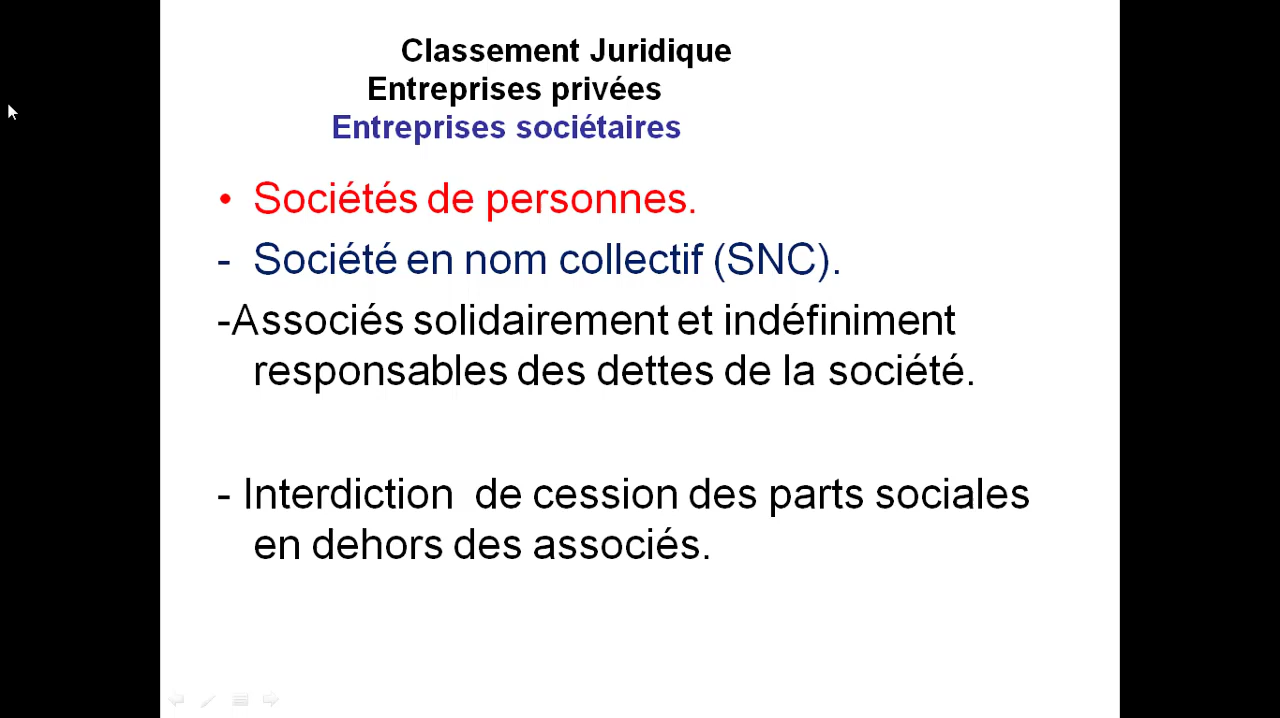 Classement Juridique
Entreprises privées
Entreprises sociétaires
• Sociétés de personnes.
- Société en nom collectif (SNC).
-Associés solidairement et indéfiniment
responsables des dettes de la société.
- Interdiction de cession des parts sociales
en dehors des associés.